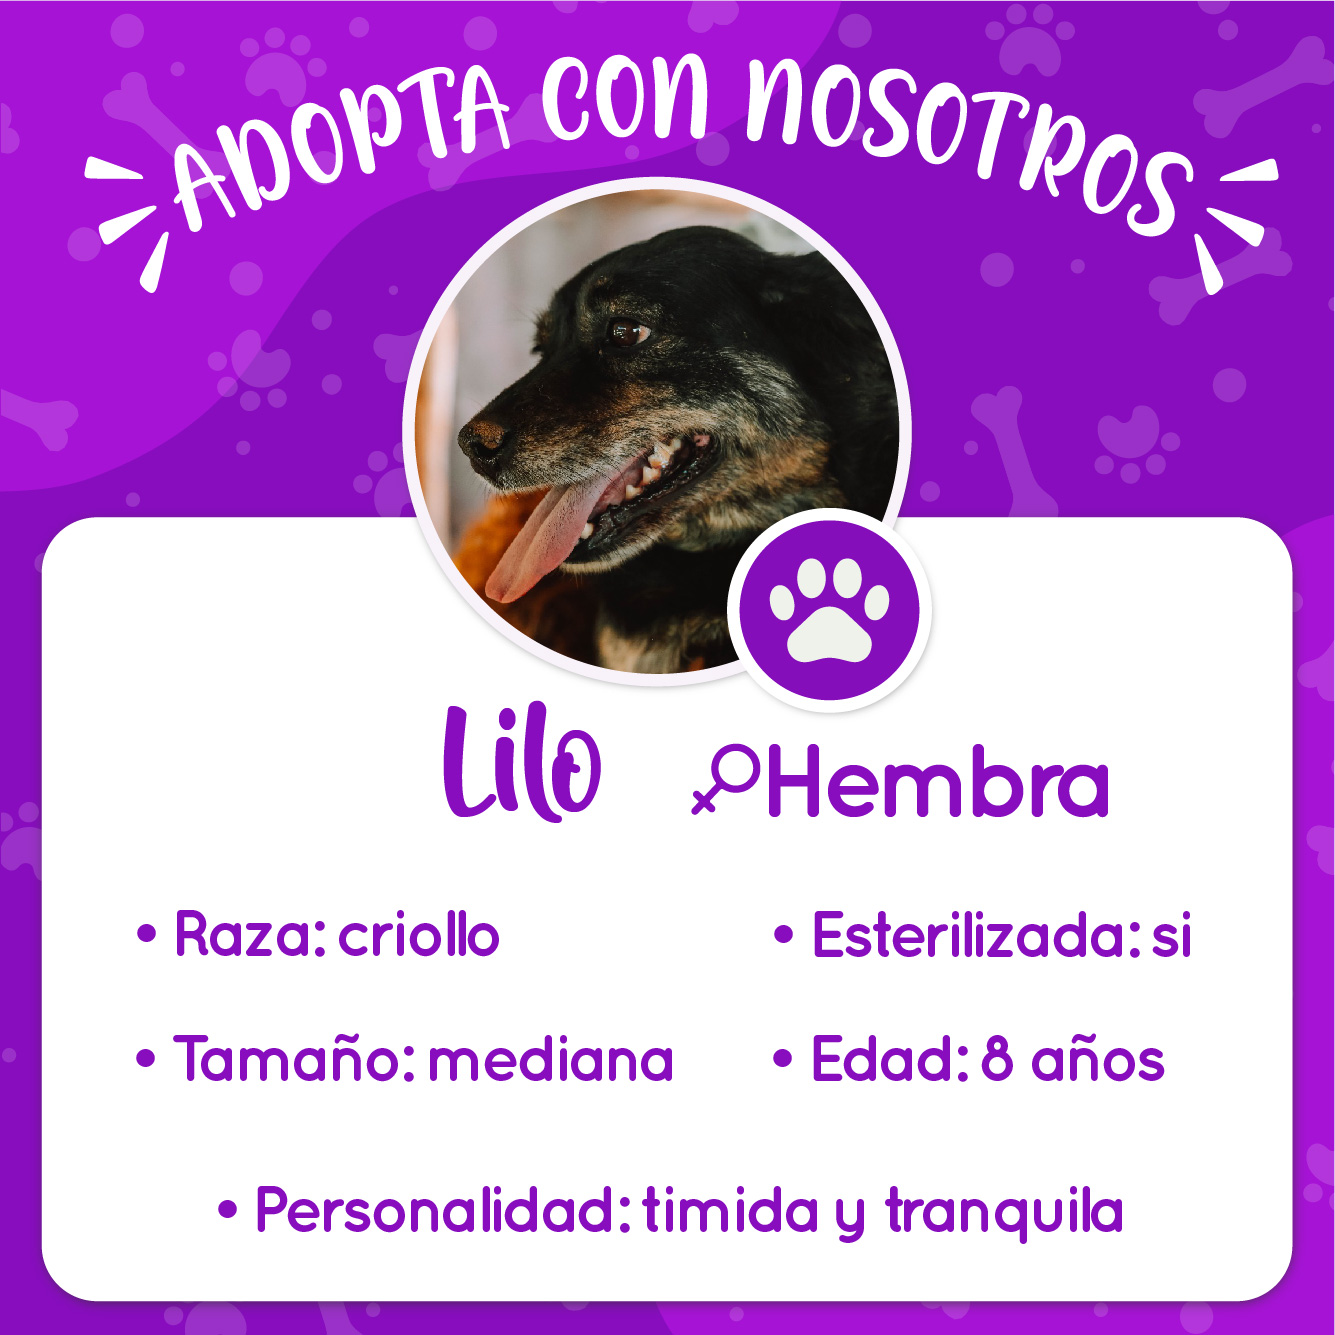 ADOPTA CON NOSOTROS
Lilo
Hembra
• Raza: criollo
• Esterilizada: si
• Tamaño: mediana
• Edad: 8 años
• Personalidad: timida y tranquila